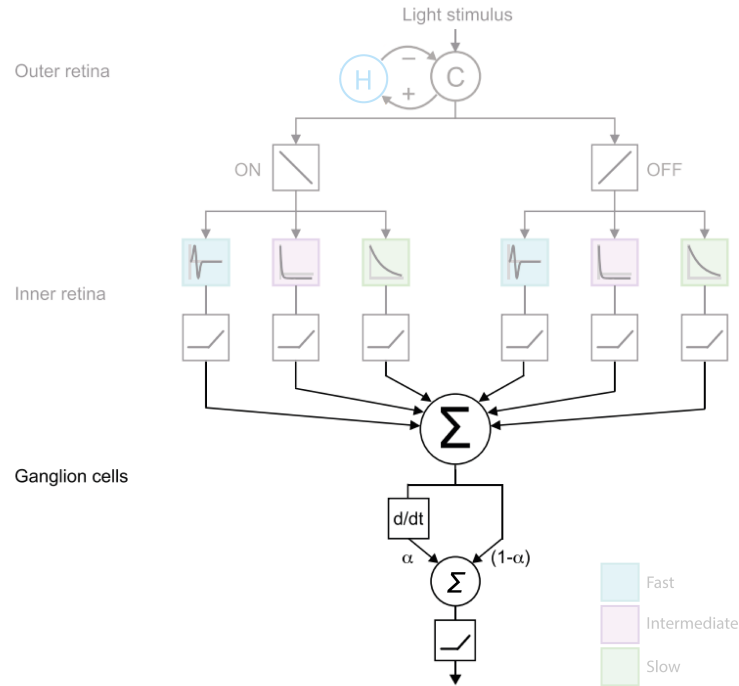 Light stimulus
Outer retina
H
−
+
C
ON
OFF
Inner retina
Σ
Ganglion cells
d/dt
α
(1-α)
Σ
Fast
Intermediate
Slow